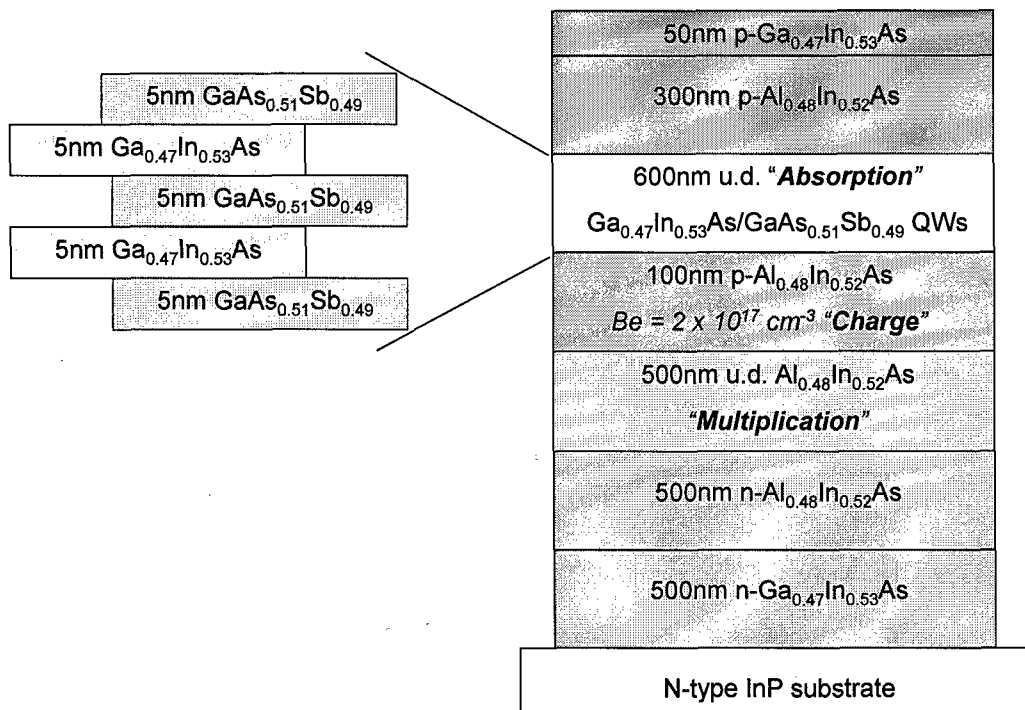 5nm GaAs₀.₅₁Sb₀.₄₉
5nm Ga₀.₄₇In₀.₅₃As
5nm GaAs₀.₅₁Sb₀.₄₉
5nm Ga₀.₄₇In₀.₅₃As
5nm GaAs₀.₅₁Sb₀.₄₉
50nm p-Ga₀.₄₇In₀.₅₃As
300nm p-Al₀.₄₈In₀.₅₂As
600nm u.d. “Absorption”
Ga₀.₄₇In₀.₅₃As/GaAs₀.₅₁Sb₀.₄₉ QWs
100nm p-Al₀.₄₈In₀.₅₂As
Be = 2 x 10¹⁷ cm⁻³ “Charge”
500nm u.d. Al₀.₄₈In₀.₅₂As
“Multiplication”
500nm n-Al₀.₄₈In₀.₅₂As
500nm n-Ga₀.₄₇In₀.₅₃As
N-type InP substrate